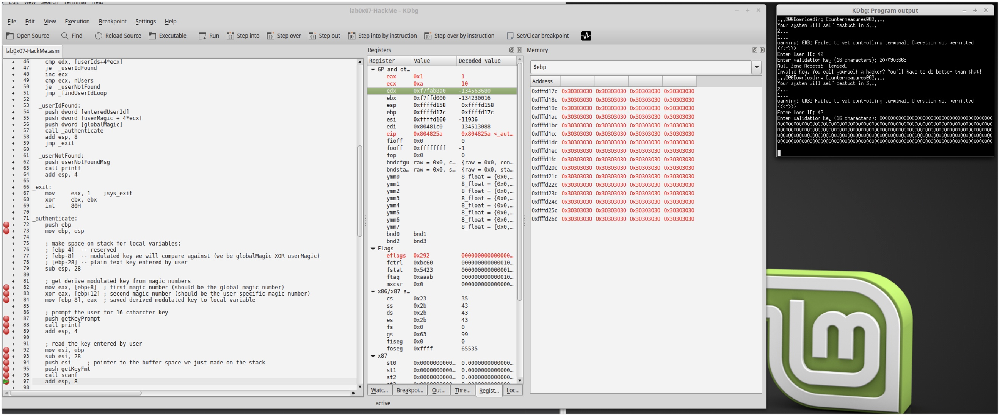 Edit View Search Terminal Help
lab0x07-HackMe – KDbg
File Edit View Execution Breakpoint Settings Help
Open Source Find Reload Source Executable Run Step into Step over Step out Step into by instruction Step over by instruction Set/Clear breakpoint
lab0x07-HackMe.asm
+ 46 cmp edx, [userIds+4*ecx]
+ 47 je _userIdFound
+ 48 inc ecx
+ 49 cmp ecx, nUsers
+ 50 je _userNotFound
+ 51 jmp _findUserIdLoop
+ 52
+ 53 _userIdFound:
+ 54 push dword [enteredUserId]
+ 55 push dword [userMagic + 4*ecx]
+ 56 push dword [globalMagic]
+ 57 call _authenticate
+ 58 add esp, 8
+ 59 jmp _exit
+ 60
+ 61 _userNotFound:
+ 62 push userNotFoundMsg
+ 63 call printf
+ 64 add esp, 4
+ 65
+ 66 _exit:
+ 67 mov eax, 1 ;sys_exit
+ 68 xor ebx, ebx
+ 69 int 80H
+ 70
+ 71 _authenticate:
+ 72 push ebp
+ 73 mov ebp, esp
+ 74
+ 75 ; make space on stack for local variables:
+ 76 ; [ebp-4] -- reserved
+ 77 ; [ebp-8] -- modulated key we will compare against (we be globalMagic XOR userMagic)
+ 78 ; [ebp-28] -- plain text key entered by user
+ 79 sub esp, 28
+ 80
+ 81 ; get derive modulated key from magic numbers
+ 82 mov eax, [ebp+8] ; first magic number (should be the global magic number)
+ 83 xor eax, [ebp+12] ; second magic number (should be the user-specific magic number)
+ 84 mov [ebp-8], eax ; saved derived modulated key to local variable
+ 85
+ 86 ; prompt the user for 16 caharcter key
+ 87 push getKeyPrompt
+ 88 call printf
+ 89 add esp, 4
+ 90
+ 91 ; read the key entered by user
+ 92 mov esi, ebp
+ 93 sub esi, 28
+ 94 push esi ; pointer to the buffer space we just made on the stack
+ 95 push getKeyFmt
+ 96 call scanf
+ 97 add esp, 8
+ 98
Registers
Register Value Decoded value
GP and ot…
eax 0x1 1
ecx 0xa 10
edx 0xf7fab8a0 -134563680
ebx 0xf7ffd000 -134230016
esp 0xffffd158 0xffffd158
ebp 0xffffd17c 0xffffd17c
esi 0xffffd160 -11936
edi 0x80481c0 134513088
eip 0x804825a 0x804825a <_aut…
fioff 0x0 0
fooff 0xffffffff -1
fop 0x0 0
bndcfgu raw = 0x0, c… {raw = 0x0, con…
bndsta… raw = 0x0, s… {raw = 0x0, sta…
ymm0 8_float = {0x0,…
ymm1 8_float = {0x0,…
ymm2 8_float = {0x0,…
ymm3 8_float = {0x0,…
ymm4 8_float = {0x0,…
ymm5 8_float = {0x0,…
ymm6 8_float = {0x0,…
ymm7 8_float = {0x0,…
bnd0 bnd1
bnd2 bnd3
Flags
eflags 0x292 000000000000000…
fctrl 0xbc60 000000000000010…
fstat 0x5423 000000000000001…
ftag 0xaaab 000000000000010…
mxcsr 0x0 000000000000000…
x86/x87 s…
cs 0x23 35
ss 0x2b 43
ds 0x2b 43
es 0x2b 43
fs 0x0 0
gs 0x63 99
fiseg 0x0 0
foseg 0xffff 65535
x87
st0 0x0000000000… 0.0000000000000…
st1 0x0000000000… 0.0000000000000…
st2 0x0000000000… 0.0000000000000…
Watc… Breakpoi… Out… Thre… Regist… Loc…
active
Memory
$ebp
Address
0xffffd17c 0x30303030 0x30303030 0x30303030 0x30303030
0xffffd18c 0x30303030 0x30303030 0x30303030 0x30303030
0xffffd19c 0x30303030 0x30303030 0x30303030 0x30303030
0xffffd1ac 0x30303030 0x30303030 0x30303030 0x30303030
0xffffd1bc 0x30303030 0x30303030 0x30303030 0x30303030
0xffffd1cc 0x30303030 0x30303030 0x30303030 0x30303030
0xffffd1dc 0x30303030 0x30303030 0x30303030 0x30303030
0xffffd1ec 0x30303030 0x30303030 0x30303030 0x30303030
0xffffd1fc 0x30303030 0x30303030 0x30303030 0x30303030
0xffffd20c 0x30303030 0x30303030 0x30303030 0x30303030
0xffffd21c 0x30303030 0x30303030 0x30303030 0x30303030
0xffffd22c 0x30303030 0x30303030 0x30303030 0x30303030
0xffffd23c 0x30303030 0x30303030 0x30303030 0x30303030
0xffffd24c 0x30303030 0x30303030 0x30303030 0x30303030
0xffffd25c 0x30303030 0x30303030 0x30303030 0x30303030
0xffffd26c 0x30303030 0x30303030 0x30303030 0x30303030
KDbg: Program output
...@@@Downloading Countermeasures@@@....
Your system will self-destuct in 3...
2...
1...
warning: GDB: Failed to set controlling terminal: Operation not permitted
<<<*>>>
Enter User ID: 42
Enter validation key (16 characters): 2070903663
Null Zone Access: Denied.
Invalid Key. You call yourself a hacker? You'll have to do better than that!
...@@@Downloading Countermeasures@@@....
Your system will self-destuct in 3...
2...
1...
warning: GDB: Failed to set controlling terminal: Operation not permitted
<<<*>>>
Enter User ID: 42
Enter validation key (16 characters): 000000000000000000000000000000000000000000
00000000000000000000000000000000000000000000000000000000000000000000000000000000
00000000000000000000000000000000000000000000000000000000000000000000000000000000
00000000000000000000000000000000000000000000000000000000000000000000000000000000
00000000000000000000000000000000000000000000000000000000000000000000000000000000